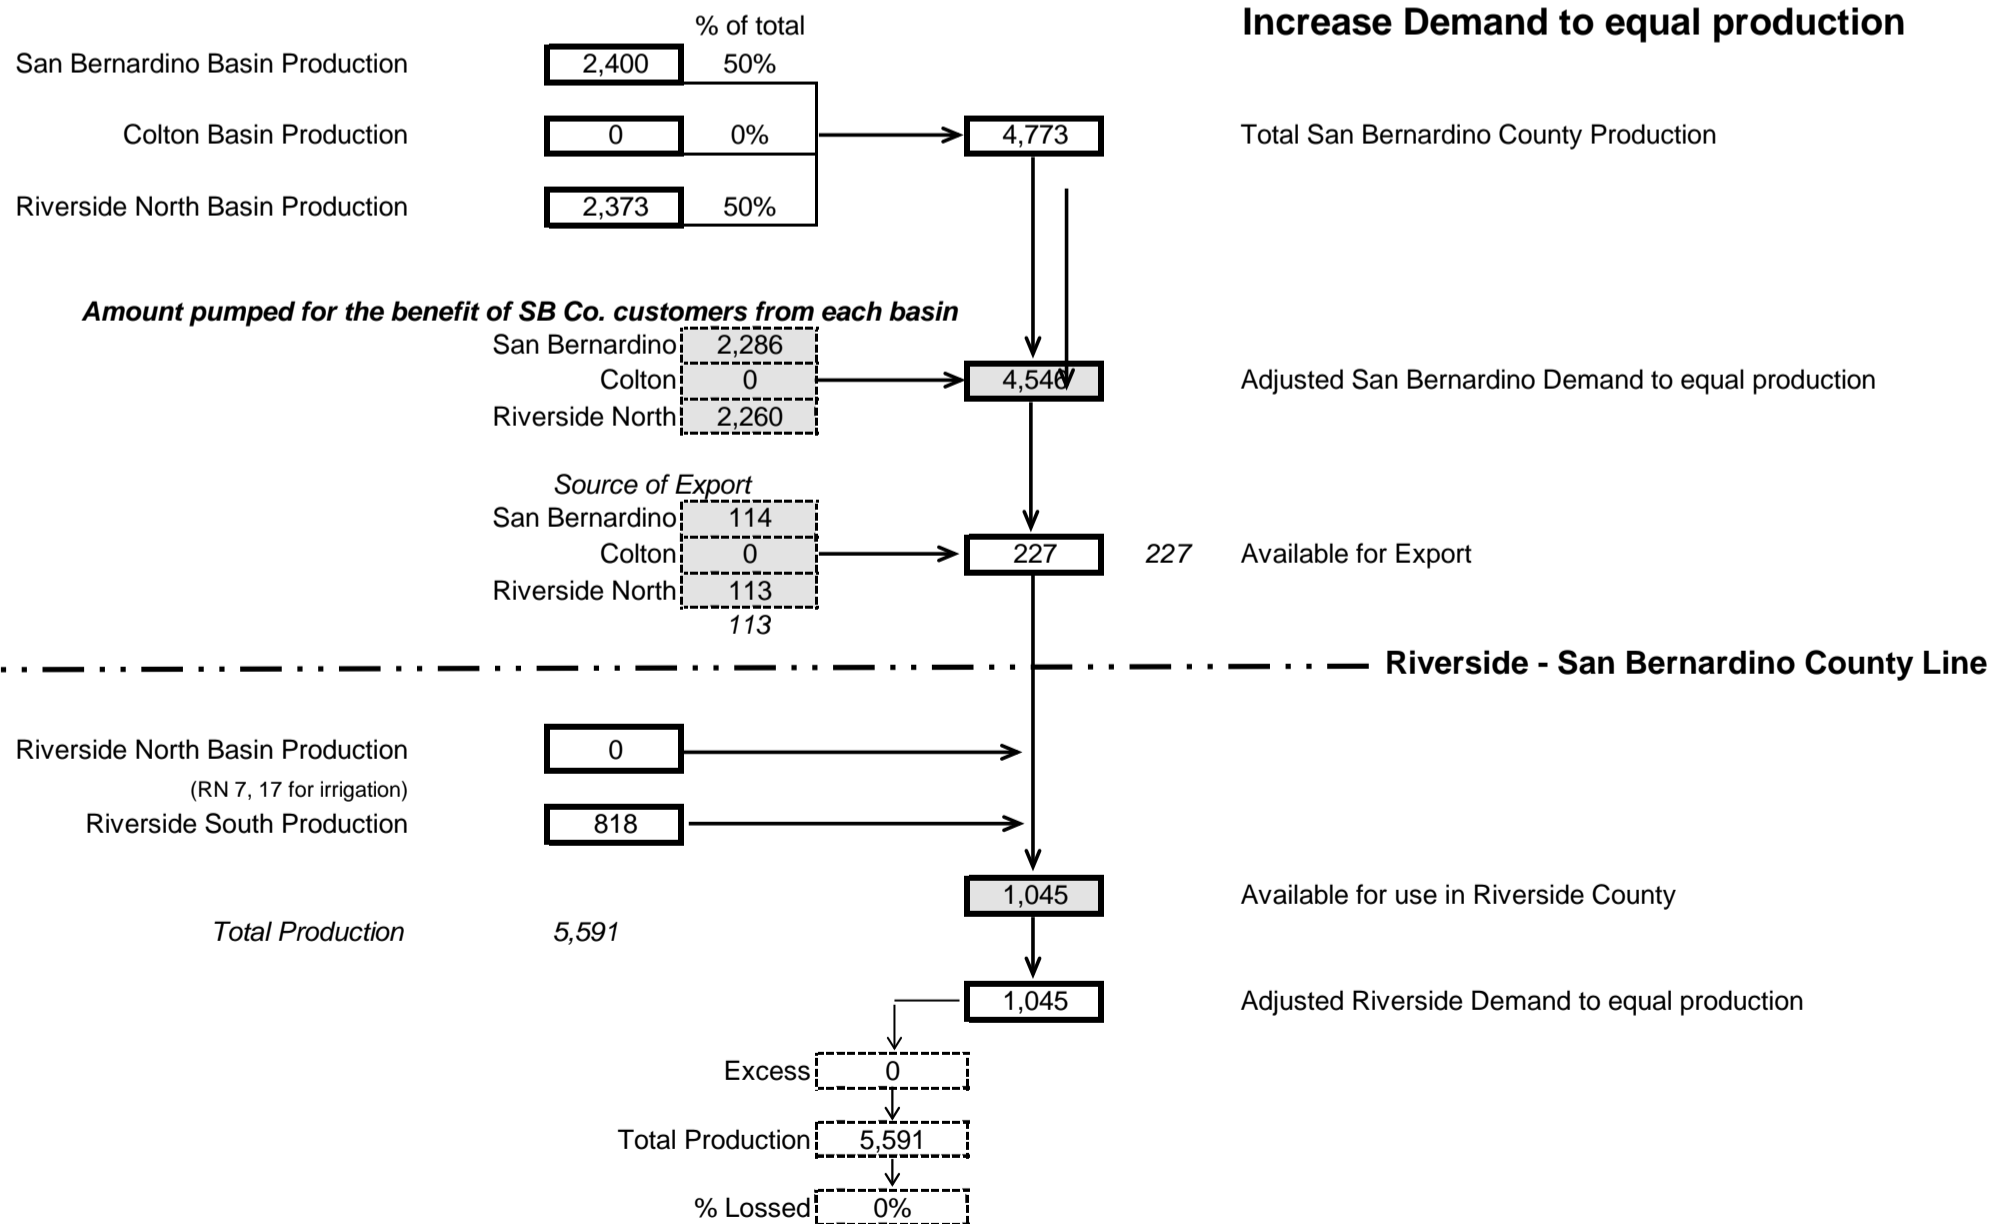 % of total
Increase Demand to equal production
San Bernardino Basin Production 2,400 50%
Colton Basin Production 0 0% 4,773 Total San Bernardino County Production
Riverside North Basin Production 2,373 50%
Amount pumped for the benefit of SB Co. customers from each basin
San Bernardino 2,286
Colton 0 4,546 Adjusted San Bernardino Demand to equal production
Riverside North 2,260
Source of Export
San Bernardino 114
Colton 0 227 227 Available for Export
Riverside North 113
113
Riverside - San Bernardino County Line
Riverside North Basin Production 0
(RN 7, 17 for irrigation)
Riverside South Production 818
1,045 Available for use in Riverside County
Total Production 5,591
1,045 Adjusted Riverside Demand to equal production
Excess 0
Total Production 5,591
% Lossed 0%